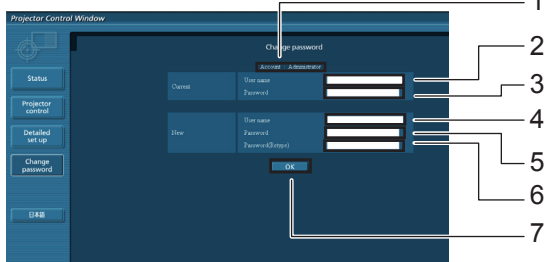 Projector Control Window
1
Change password
Account : Administrator
Status
Projector
control
Detailed
set up
Change
password
日本語
Current
User name
Password
2
3
New
User name
Password
Password(Retype)
4
5
6
OK
7